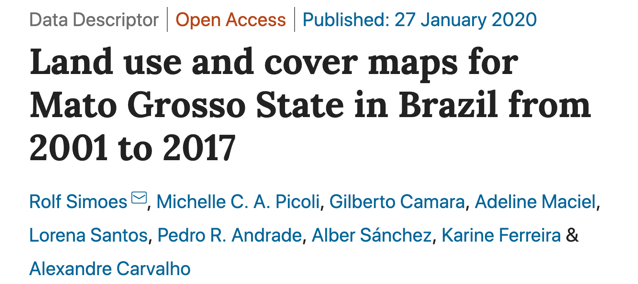 Data Descriptor | Open Access | Published: 27 January 2020
Land use and cover maps for
Mato Grosso State in Brazil from
2001 to 2017
Rolf Simoes, Michelle C. A. Picoli, Gilberto Camara, Adeline Maciel,
Lorena Santos, Pedro R. Andrade, Alber Sánchez, Karine Ferreira &
Alexandre Carvalho